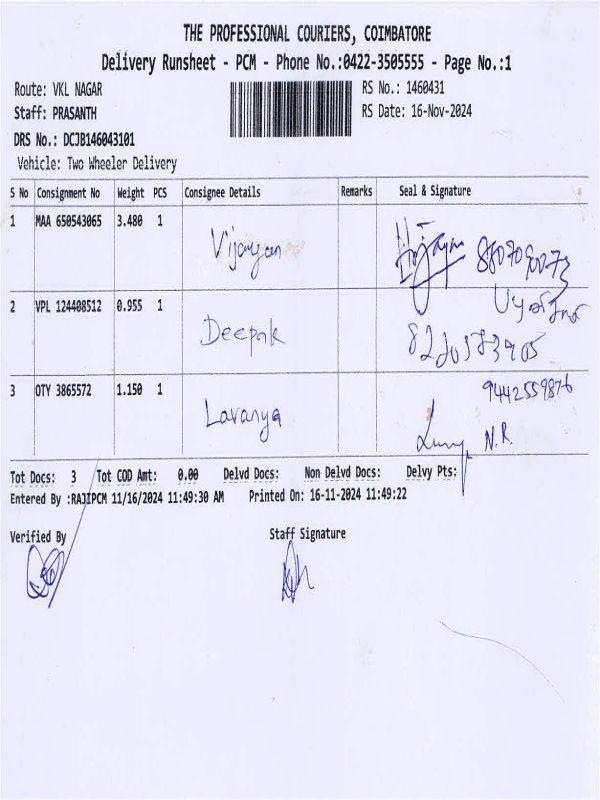 THE PROFESSIONAL COURIERS, COIMBATORE
Delivery Runsheet - PCM - Phone No.:0422-3505555 - Page No.:1
Route: VKL NAGAR
RS No.: 1460431
Staff: PRASANTH
RS Date: 16-Nov-2024
DRS No.: DCJB146043101
Vehicle: Two Wheeler Delivery
S No Consignment No Weight PCS Consignee Details Remarks Seal & Signature
1 MAA 650543065 3.480 1 Vijayan
2 VPL 124408512 0.955 1 Deepak
3 OTY 3865572 1.150 1 Lavanya 9442559876
N.R.
Tot Docs: 3 Tot COD Amt: 0.00 Delvd Docs: Non Delvd Docs: Delvy Pts:
Entered By :RAJIPCM 11/16/2024 11:49:30 AM Printed On: 16-11-2024 11:49:22
Verified By Staff Signature